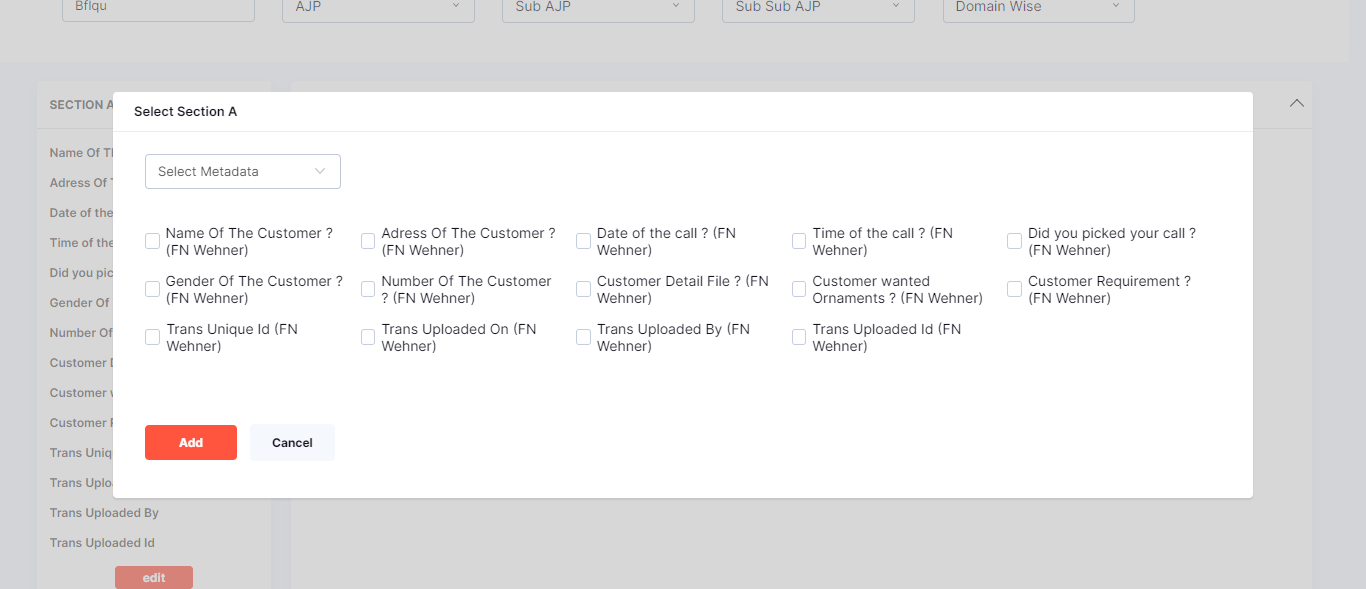 Bflqu
AJP
Sub AJP
Sub Sub AJP
Domain Wise
SECTION A
Select Section A
Select Metadata
Name Of The Customer ?
(FN Wehner)
Adress Of The Customer ?
(FN Wehner)
Date of the call ? (FN
Wehner)
Time of the call ? (FN
Wehner)
Did you picked your call ?
(FN Wehner)
Gender Of The Customer ?
(FN Wehner)
Number Of The Customer
? (FN Wehner)
Customer Detail File ? (FN
Wehner)
Customer wanted
Ornaments ? (FN Wehner)
Customer Requirement ?
(FN Wehner)
Trans Unique Id (FN
Wehner)
Trans Uploaded On (FN
Wehner)
Trans Uploaded By (FN
Wehner)
Trans Uploaded Id (FN
Wehner)
Add
Cancel
Name Of
Adress Of
Date of the
Time of the
Did you pic
Gender Of
Number Of
Customer
Customer
Customer
Trans Uniq
Trans Uplo
Trans Uploaded By
Trans Uploaded Id
edit